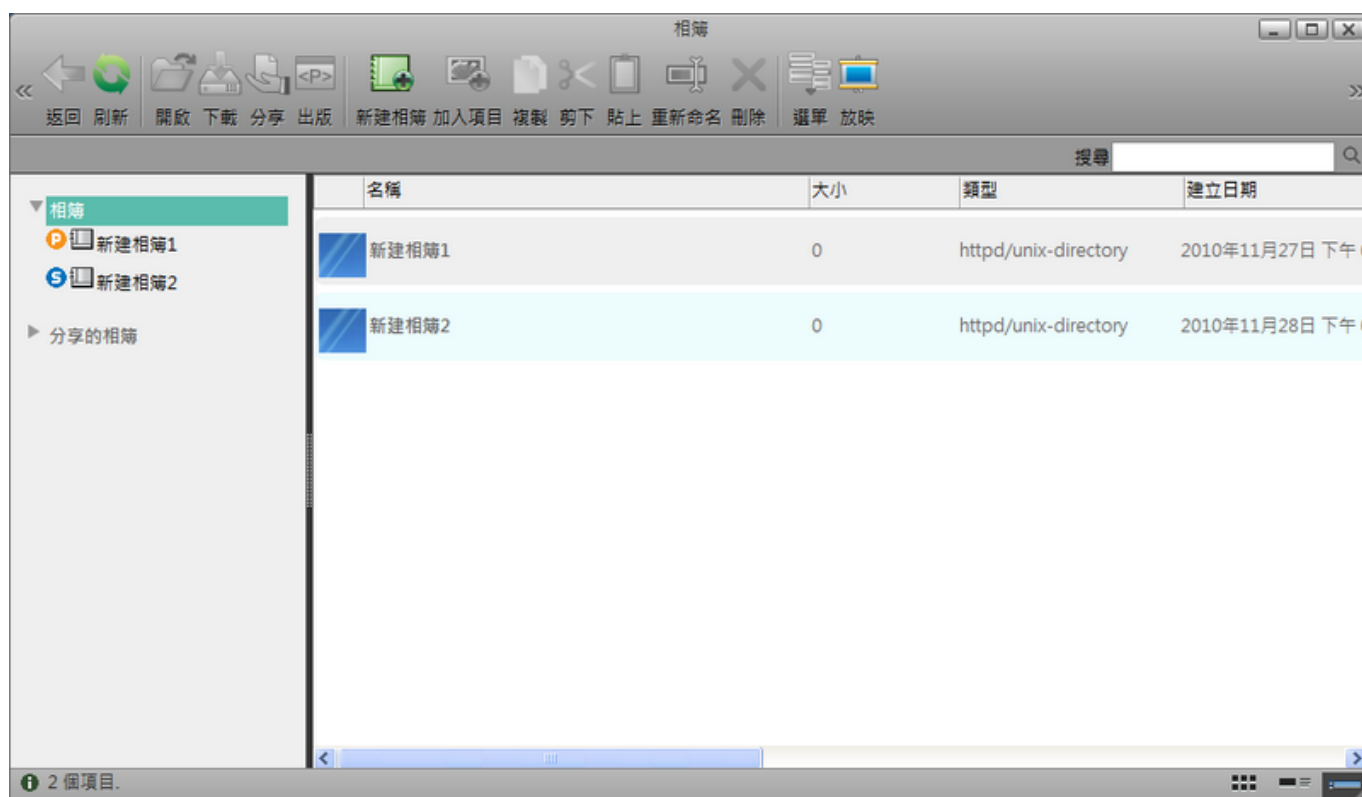 相簿
返回 刷新 開啟 下載 分享 <P> 出版 新建相簿 加入項目 複製 剪下 貼上 重新命名 刪除 選單 放映
搜尋
相簿
P 新建相簿1
S 新建相簿2
分享的相簿
名稱 大小 類型 建立日期
新建相簿1 0 httpd/unix-directory 2010年11月27日 下午
新建相簿2 0 httpd/unix-directory 2010年11月28日 下午
2 個項目.